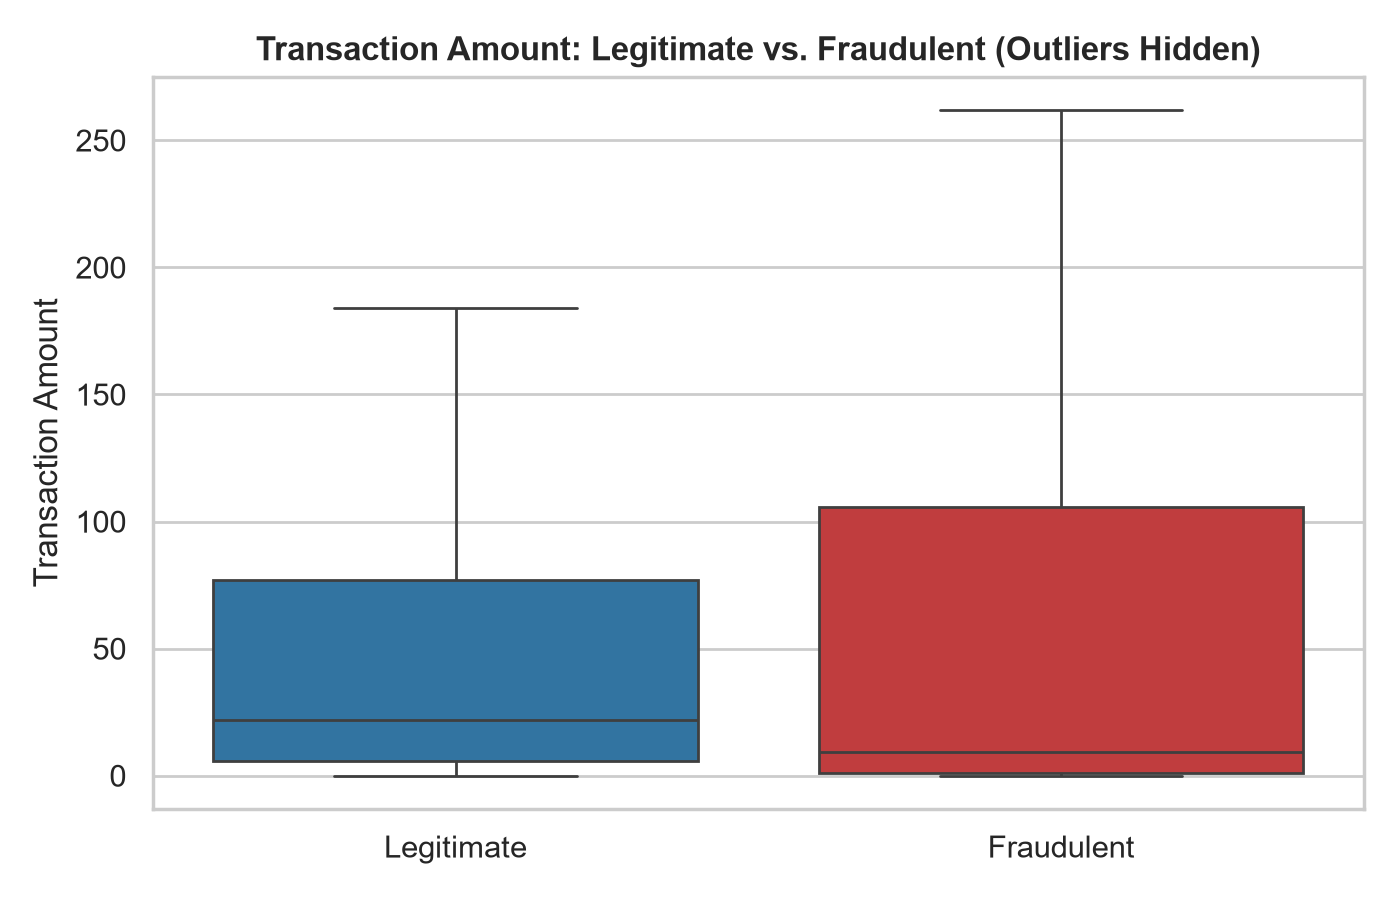 Transaction Amount: Legitimate vs. Fraudulent (Outliers Hidden)
Transaction Amount
250
200
150
100
50
0
Legitimate
Fraudulent